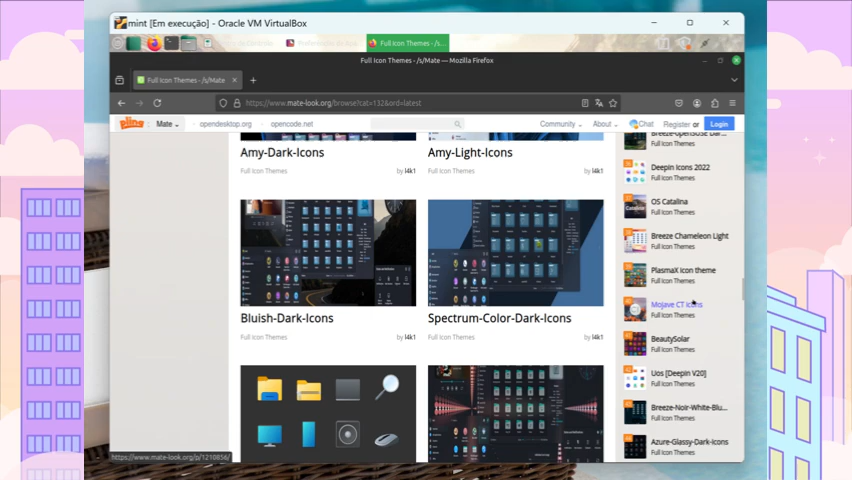 mint [Em execução] - Oracle VM VirtualBox
Full Icon Themes - /s/...
Full Icon Themes - /s/Mate — Mozilla Firefox
Full Icon Themes - /s/Mate
https://www.mate-look.org/browse?cat=132&ord=latest
pling
Mate
opendesktop.org
opencode.net
Community
About
Chat
Register or
Login
Amy-Dark-Icons
Full Icon Themes
by l4k1
Amy-Light-Icons
Full Icon Themes
by l4k1
Bluish-Dark-Icons
Full Icon Themes
by l4k1
Spectrum-Color-Dark-Icons
Full Icon Themes
by l4k1
Full Icon Themes
Deepin Icons 2022
Full Icon Themes
OS Catalina
Full Icon Themes
Breeze Chameleon Light
Full Icon Themes
PlasmaX Icon theme
Full Icon Themes
Mojave CT icons
Full Icon Themes
BeautySolar
Full Icon Themes
Uos [Deepin V20]
Full Icon Themes
Breeze-Noir-White-Blu...
Full Icon Themes
Azure-Glassy-Dark-Icons
Full Icon Themes
https://www.mate-look.org/p/1210856/